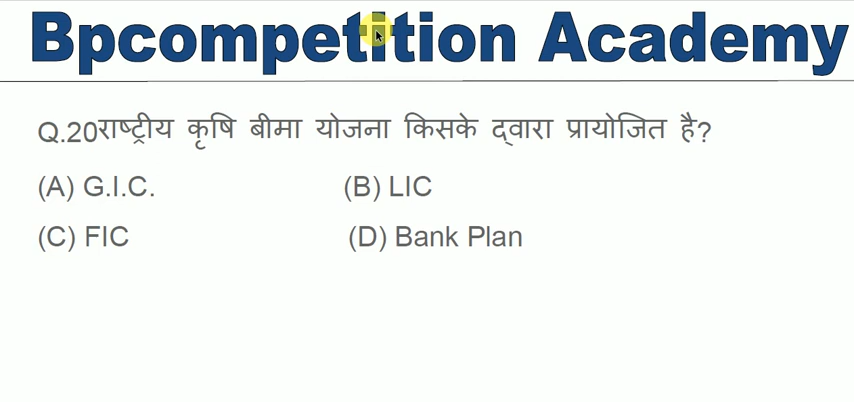 Bpcompetition Academy
Q.20राष्ट्रीय कृषि बीमा योजना किसके द्वारा प्रायोजित है?
(A) G.I.C. (B) LIC
(C) FIC (D) Bank Plan